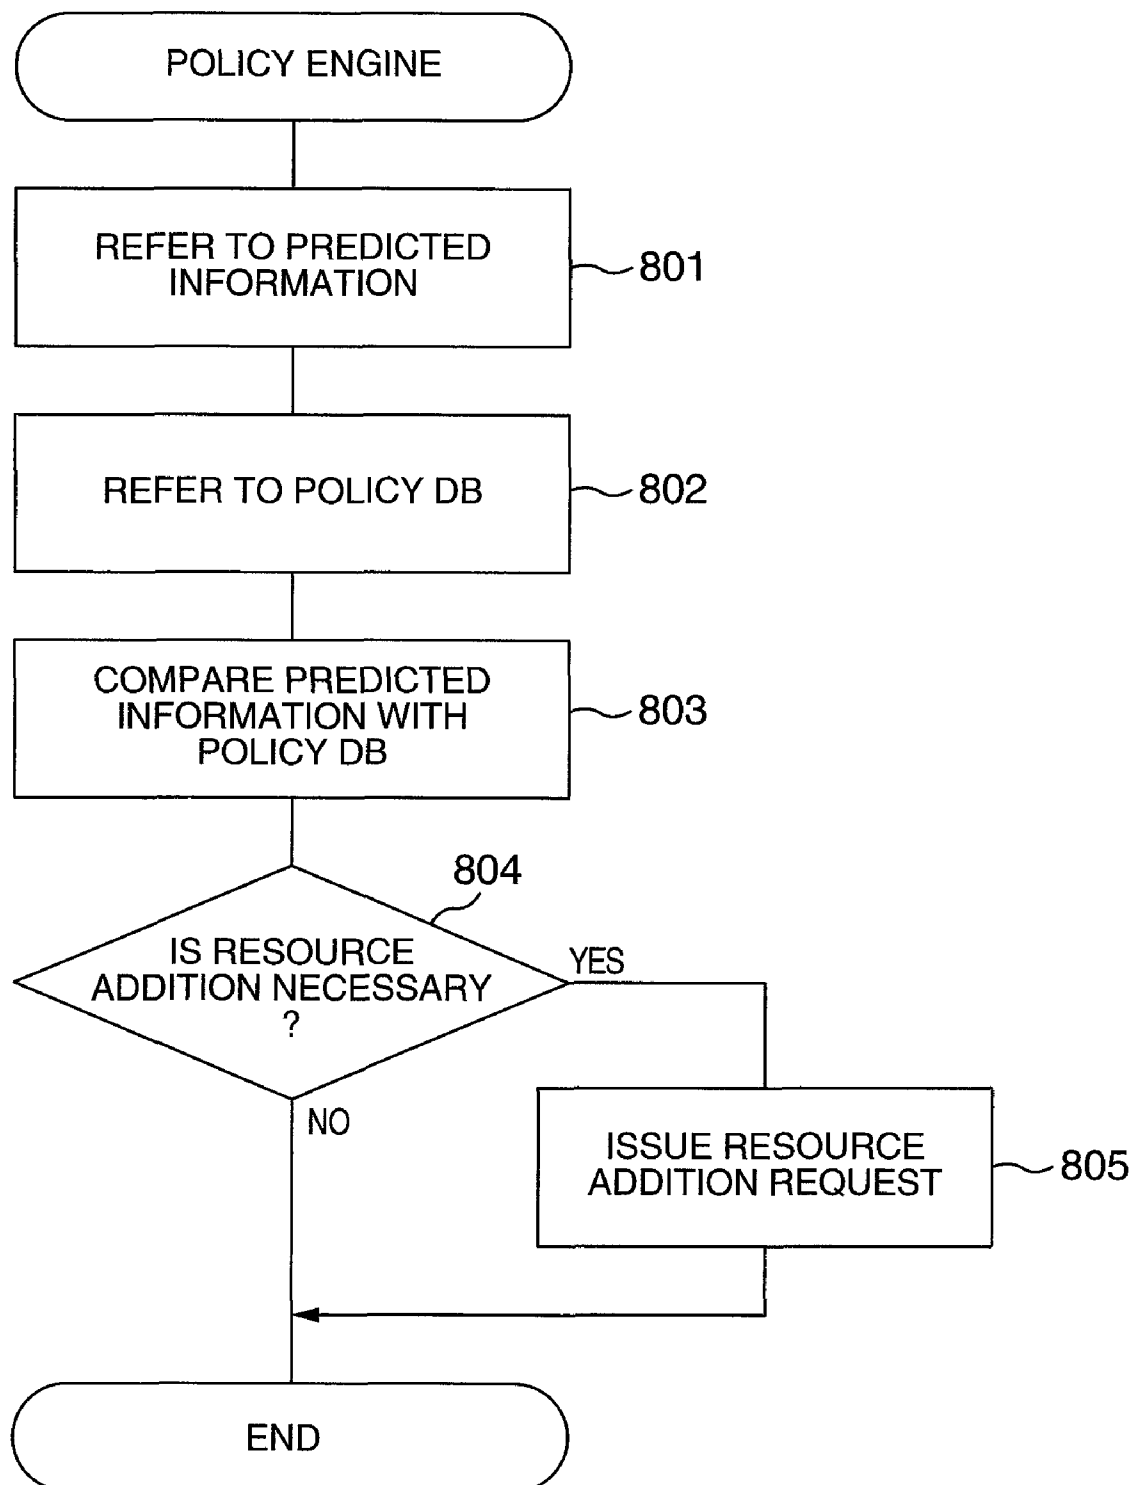 POLICY ENGINE
REFER TO PREDICTED
INFORMATION
801
REFER TO POLICY DB
802
COMPARE PREDICTED
INFORMATION WITH
POLICY DB
803
804
IS RESOURCE
ADDITION NECESSARY
?
YES
NO
ISSUE RESOURCE
ADDITION REQUEST
805
END